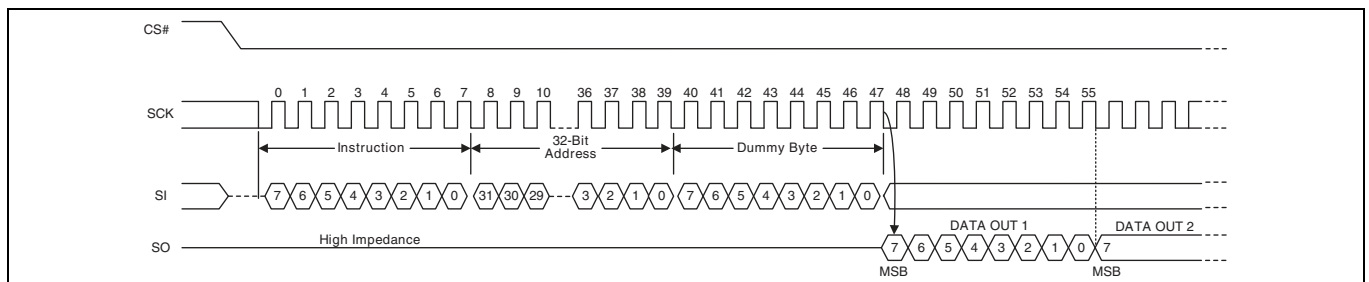 CS#
0 1 2 3 4 5 6 7 8 9 10 36 37 38 39 40 41 42 43 44 45 46 47 48 49 50 51 52 53 54 55
SCK
Instruction 32-Bit Address Dummy Byte
SI 7 6 5 4 3 2 1 0 31 30 29 3 2 1 0 7 6 5 4 3 2 1 0
DATA OUT 1 DATA OUT 2
SO High Impedance 7 6 5 4 3 2 1 0 7
MSB MSB